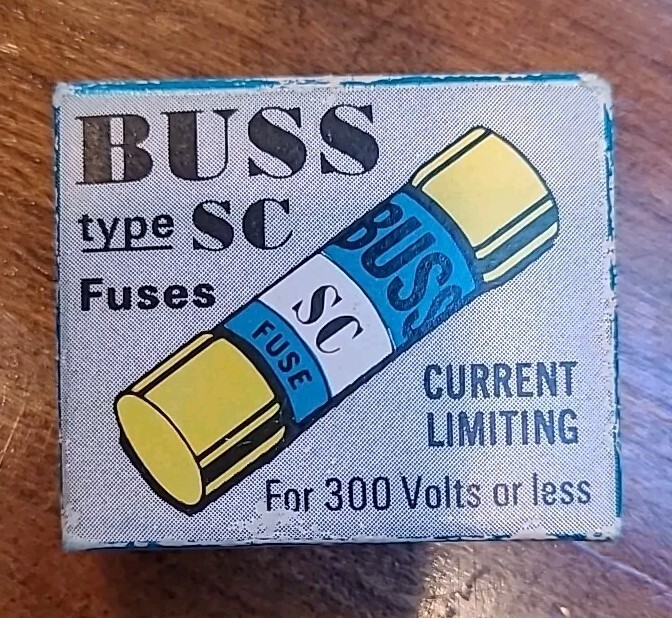 BUSS
type SC
Fuses
BUSS
SC
FUSE
CURRENT
LIMITING
For 300 Volts or less